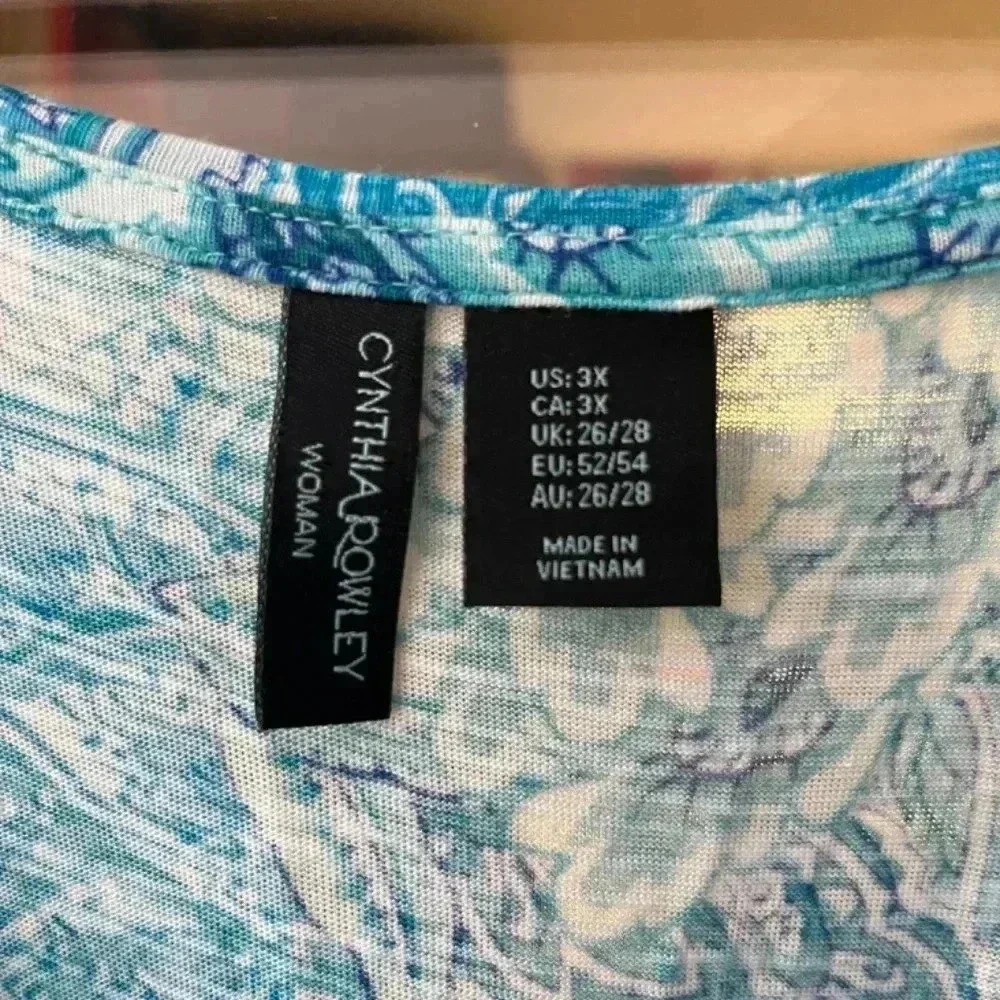 CYNTHIA ROWLEY
WOMAN
US: 3X
CA: 3X
UK: 26/28
EU: 52/54
AU: 26/28
MADE IN
VIETNAM